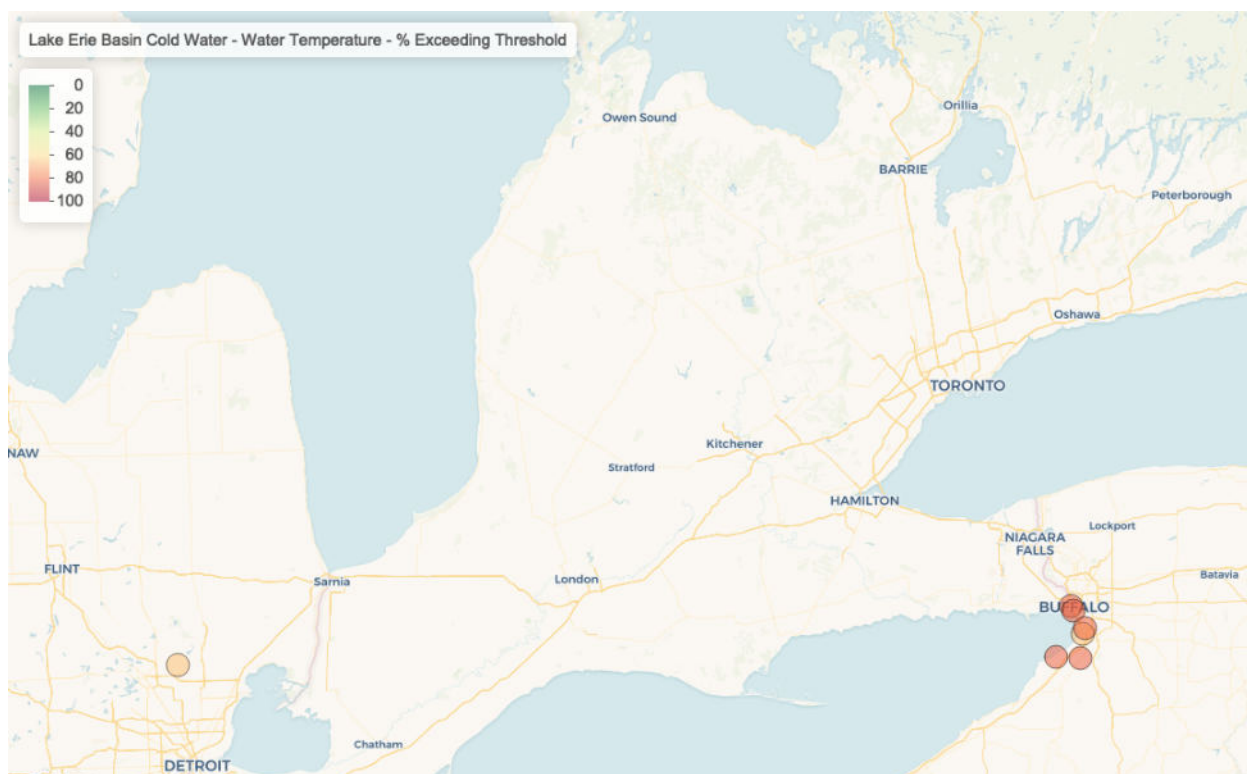 Lake Erie Basin Cold Water - Water Temperature - % Exceeding Threshold
0
20
40
60
80
100
Owen Sound
Orillia
BARRIE
Peterborough
Oshawa
TORONTO
Kitchener
NAW
Stratford
HAMILTON
Lockport
NIAGARA
FALLS
FLINT
Sarnia
London
Batavia
BUFFALO
Chatham
DETROIT